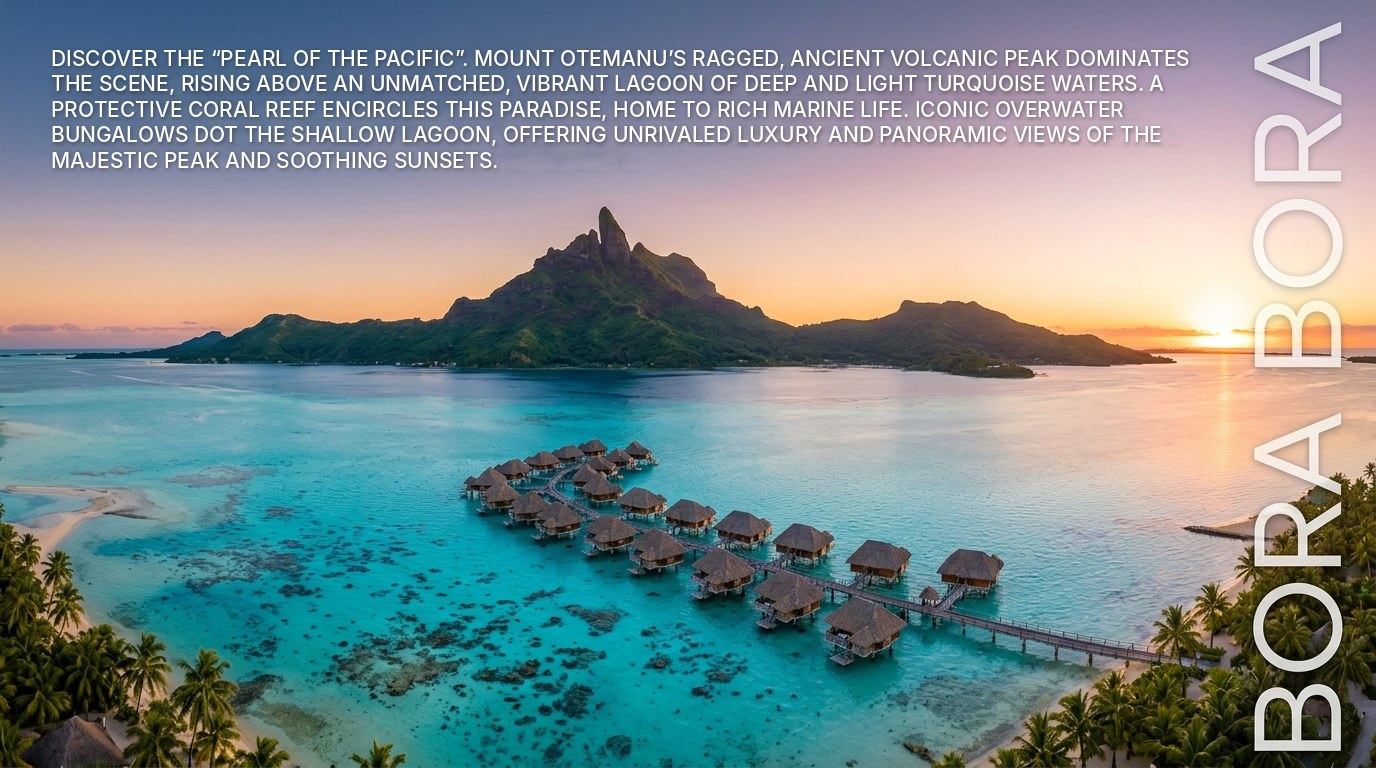 DISCOVER THE “PEARL OF THE PACIFIC”. MOUNT OTEMANU’S RAGGED, ANCIENT VOLCANIC PEAK DOMINATES
THE SCENE, RISING ABOVE AN UNMATCHED, VIBRANT LAGOON OF DEEP AND LIGHT TURQUOISE WATERS. A
PROTECTIVE CORAL REEF ENCIRCLES THIS PARADISE, HOME TO RICH MARINE LIFE. ICONIC OVERWATER
BUNGALOWS DOT THE SHALLOW LAGOON, OFFERING UNRIVALED LUXURY AND PANORAMIC VIEWS OF THE
MAJESTIC PEAK AND SOOTHING SUNSETS.
BORA BORA